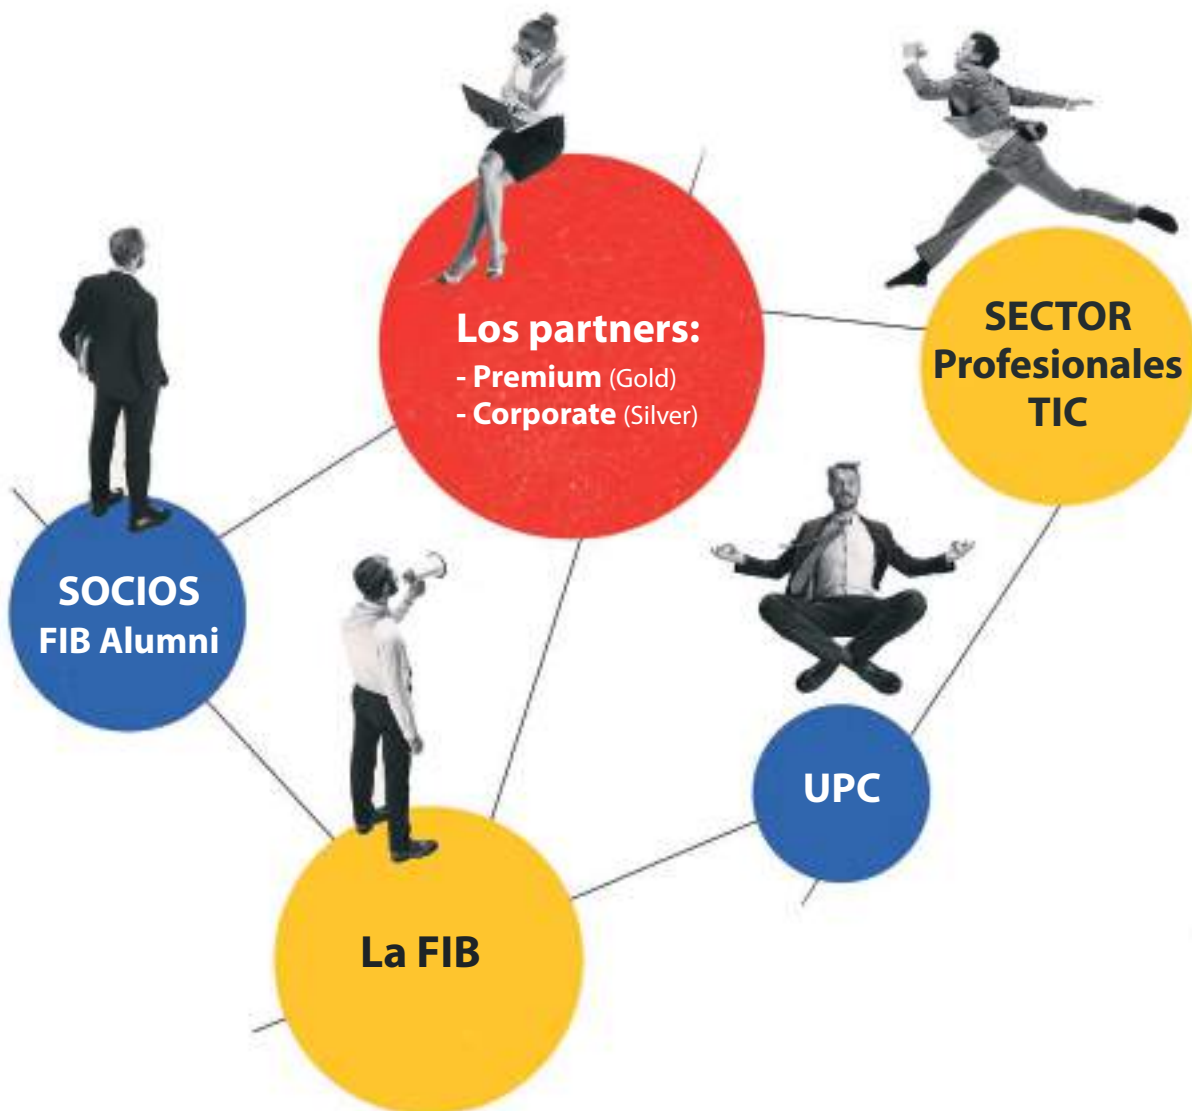 Los partners:
- Premium (Gold)
- Corporate (Silver)
SECTOR
Profesionales
TIC
SOCIOS
FIB Alumni
UPC
La FIB